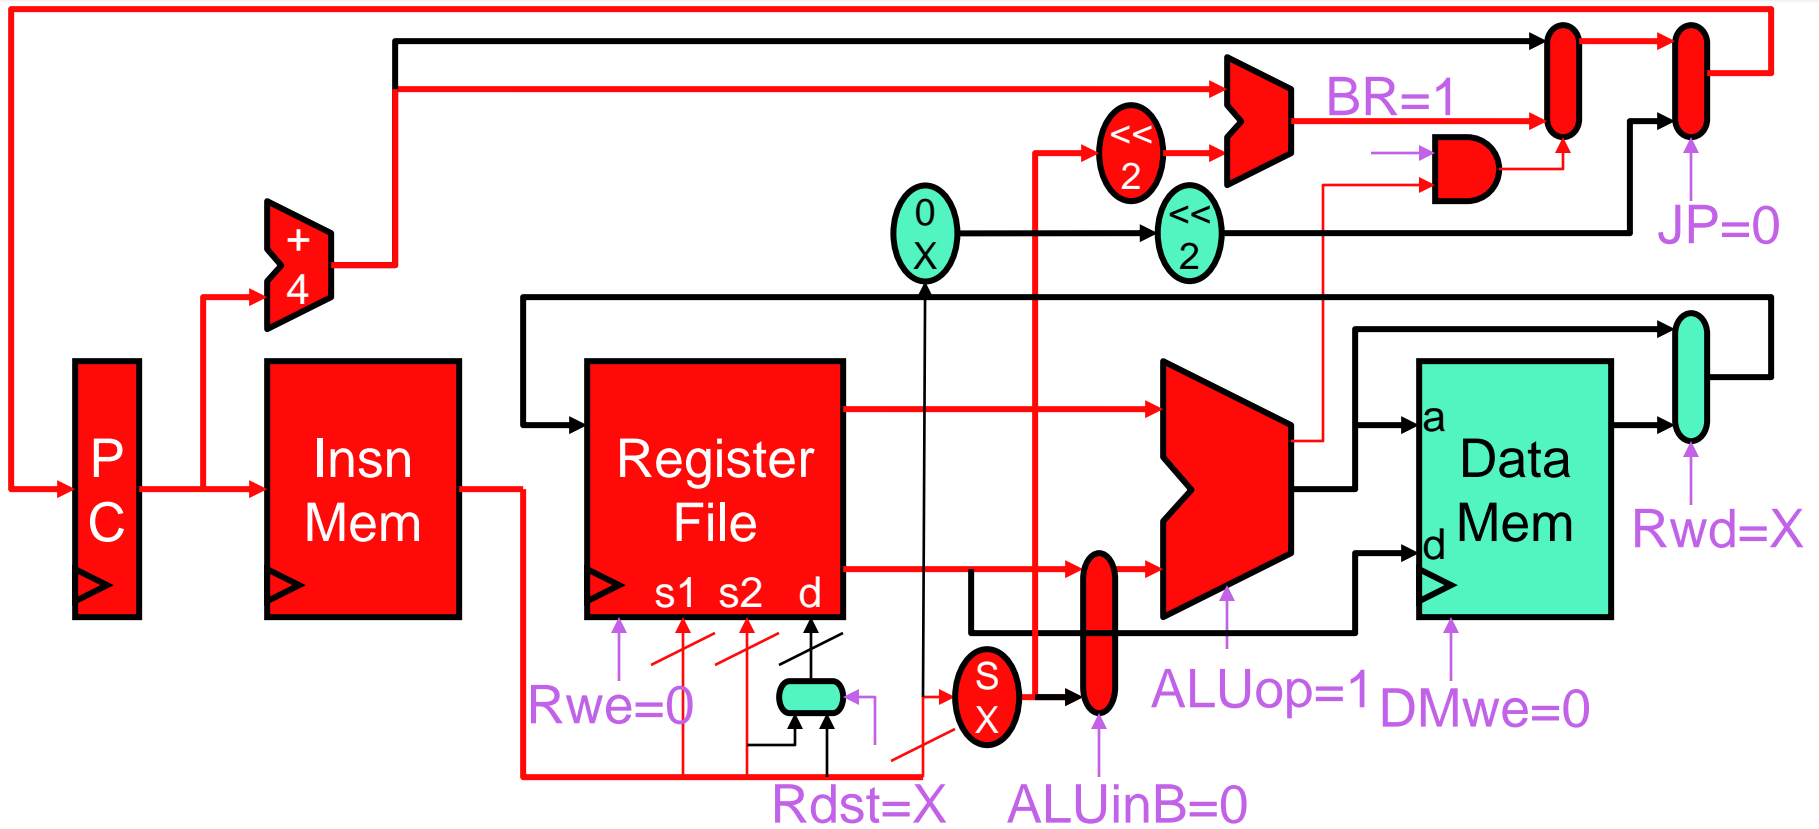 BR=1
<<
2
0
X
<<
2
JP=0
+
4
P
C
Insn
Mem
Register
File
s1 s2 d
a
Data
Mem
d
Rwd=X
Rwe=0
S
X
ALUop=1
DMwe=0
Rdst=X
ALUinB=0